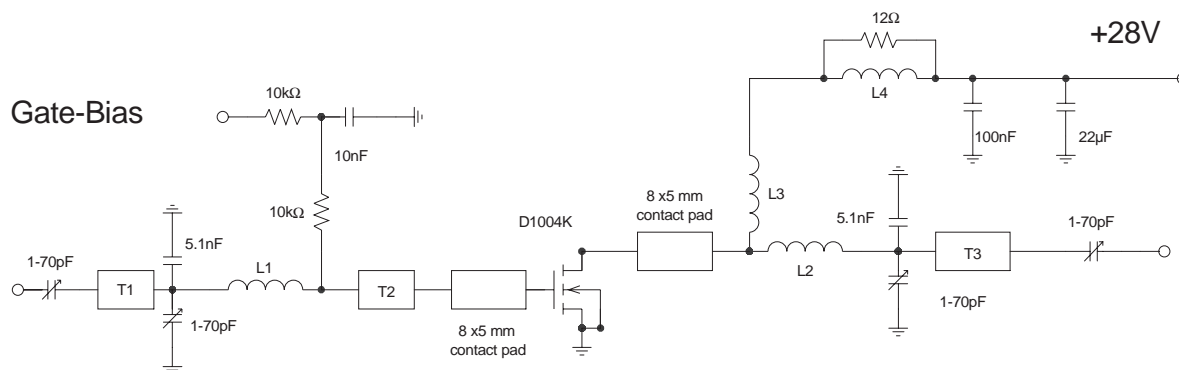 12Ω
+28V
L4
Gate-Bias
10kΩ
10nF
100nF
22µF
8 x5 mm
contact pad
L3
10kΩ
D1004K
5.1nF
1-70pF
5.1nF
1-70pF
L1
T1
T2
L2
T3
1-70pF
1-70pF
8 x5 mm
contact pad